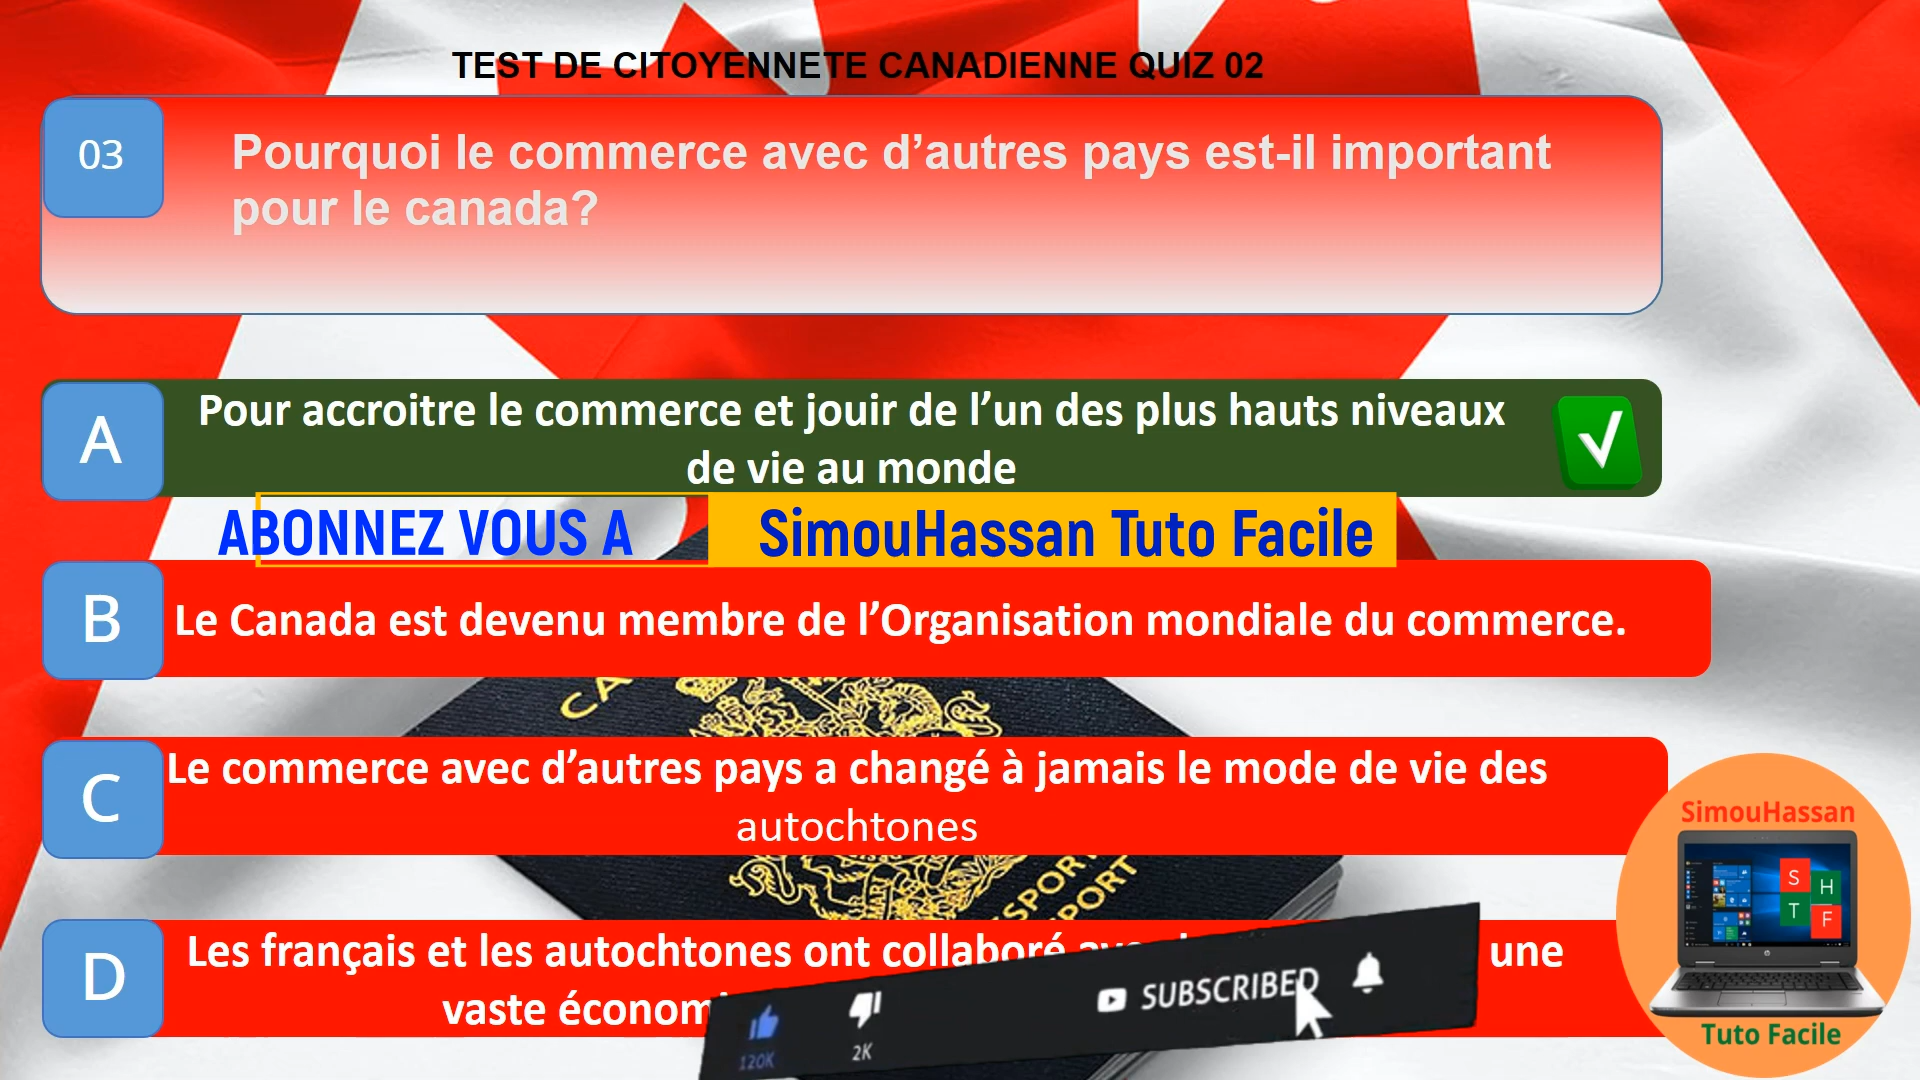 TEST DE CITOYENNETE CANADIENNE QUIZ 02
03
Pourquoi le commerce avec d’autres pays est-il important
pour le canada?
A
Pour accroitre le commerce et jouir de l’un des plus hauts niveaux
de vie au monde
ABONNEZ VOUS A
SimouHassan Tuto Facile
B
Le Canada est devenu membre de l’Organisation mondiale du commerce.
C
Le commerce avec d’autres pays a changé à jamais le mode de vie des
autochtones
D
Les français et les autochtones ont collaboré une
vaste
SUBSCRIBED
120K
2K
SimouHassan
S H
T F
Tuto Facile